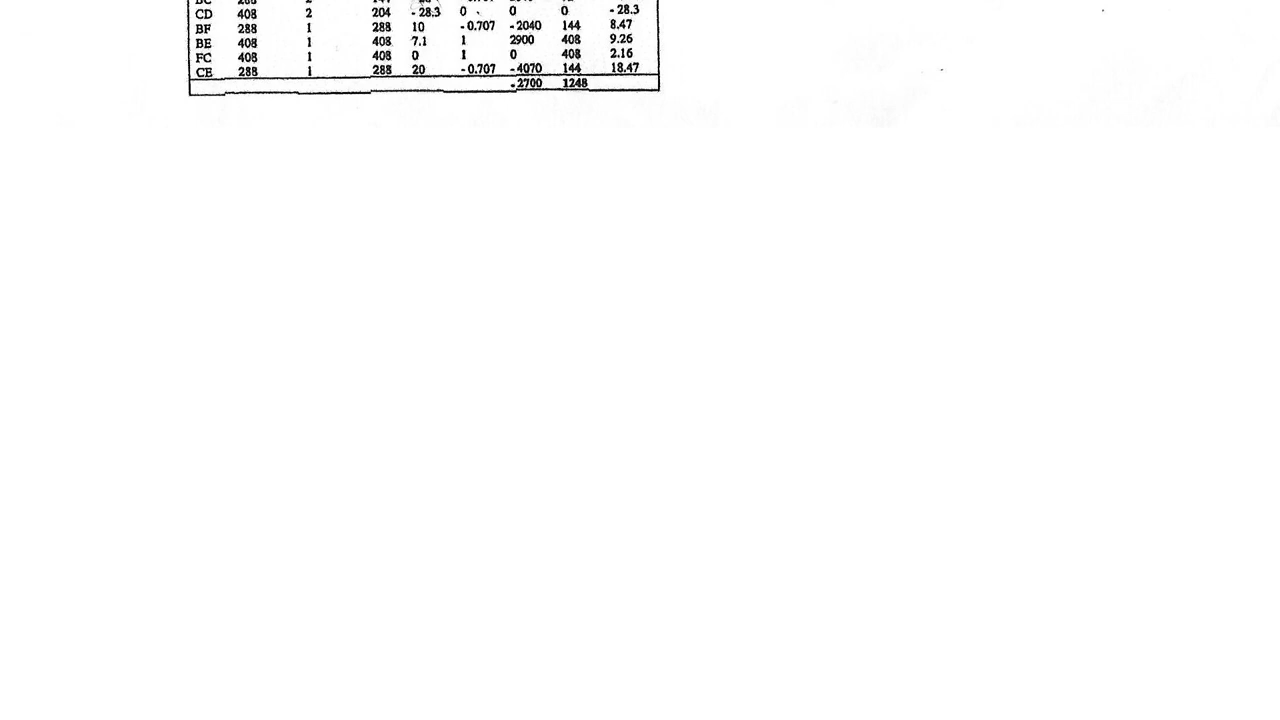 CD 408 2 204 - 28.3 0 0 0 - 28.3
BF 288 1 288 10 - 0.707 - 2040 144 8.47
BE 408 1 408 7.1 1 2900 408 9.26
FC 408 1 408 0 1 0 408 2.16
CE 288 1 288 20 - 0.707 - 4070 144 18.47
- 2700 1248